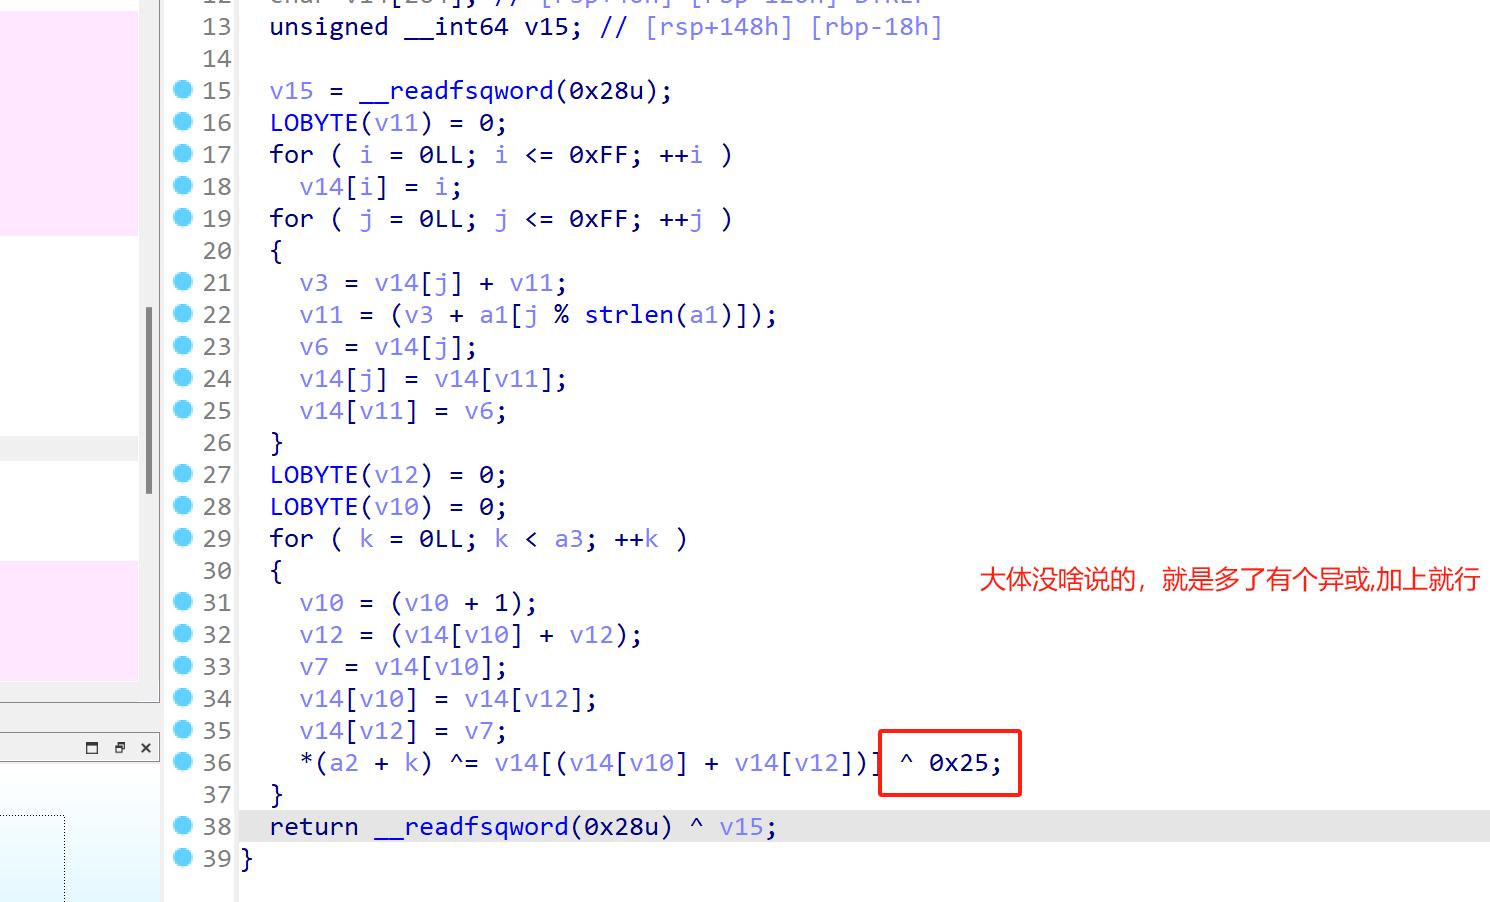 13 unsigned __int64 v15; // [rsp+148h] [rbp-18h]
14
15 v15 = __readfsqword(0x28u);
16 LOBYTE(v11) = 0;
17 for ( i = 0LL; i <= 0xFF; ++i )
18 v14[i] = i;
19 for ( j = 0LL; j <= 0xFF; ++j )
20 {
21 v3 = v14[j] + v11;
22 v11 = (v3 + a1[j % strlen(a1)]);
23 v6 = v14[j];
24 v14[j] = v14[v11];
25 v14[v11] = v6;
26 }
27 LOBYTE(v12) = 0;
28 LOBYTE(v10) = 0;
29 for ( k = 0LL; k < a3; ++k )
30 {
大体没啥说的，就是多了有个异或,加上就行
31 v10 = (v10 + 1);
32 v12 = (v14[v10] + v12);
33 v7 = v14[v10];
34 v14[v10] = v14[v12];
35 v14[v12] = v7;
36 *(a2 + k) ^= v14[(v14[v10] + v14[v12])] ^ 0x25;
37 }
38 return __readfsqword(0x28u) ^ v15;
39 }